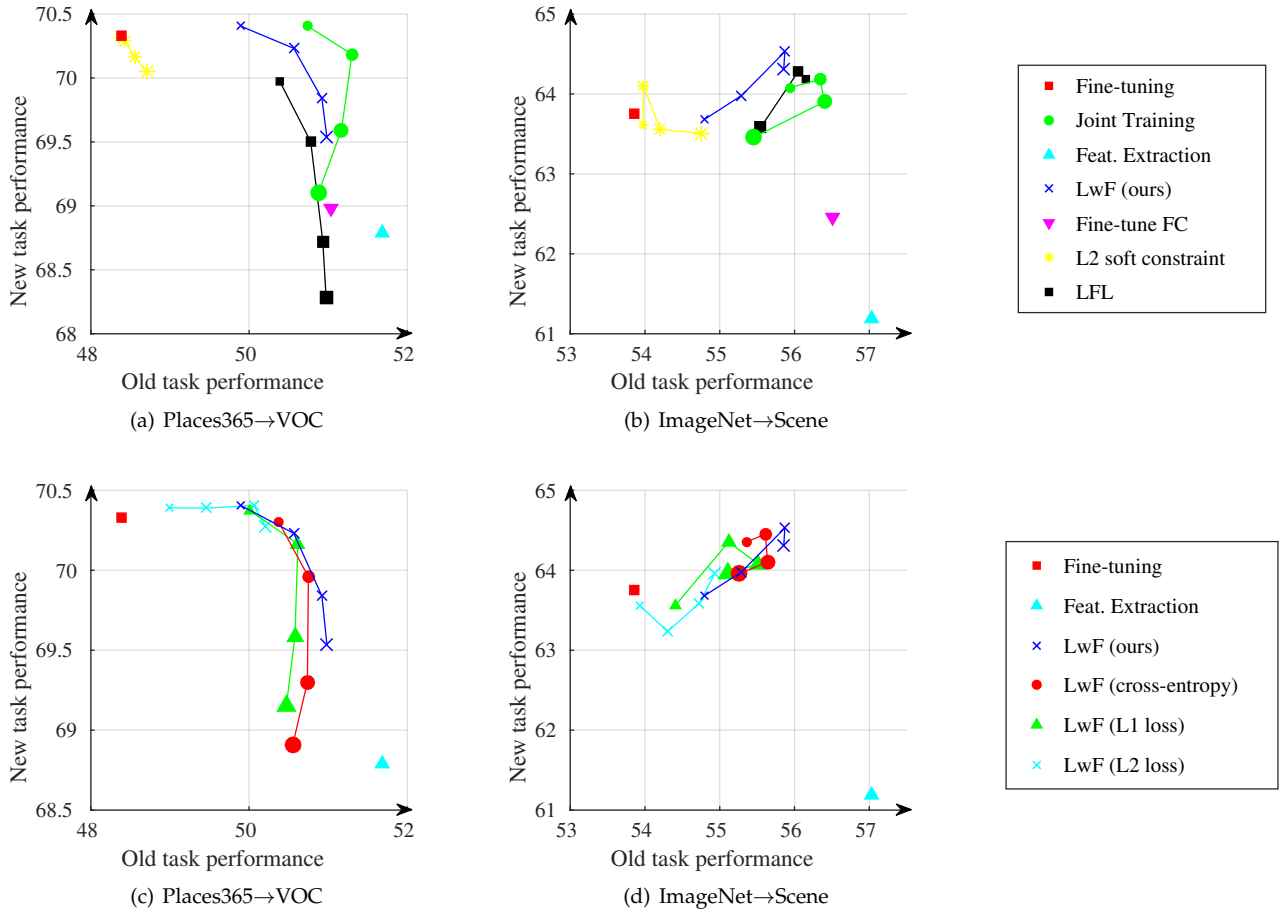 70.5
70
69.5
69
68.5
68
48
50
52
New task performance
Old task performance
(a) Places365→VOC
65
64
63
62
61
53
54
55
56
57
New task performance
Old task performance
(b) ImageNet→Scene
Fine-tuning
Joint Training
Feat. Extraction
LwF (ours)
Fine-tune FC
L2 soft constraint
LFL
70.5
70
69.5
69
68.5
48
50
52
New task performance
Old task performance
(c) Places365→VOC
65
64
63
62
61
53
54
55
56
57
New task performance
Old task performance
(d) ImageNet→Scene
Fine-tuning
Feat. Extraction
LwF (ours)
LwF (cross-entropy)
LwF (L1 loss)
LwF (L2 loss)